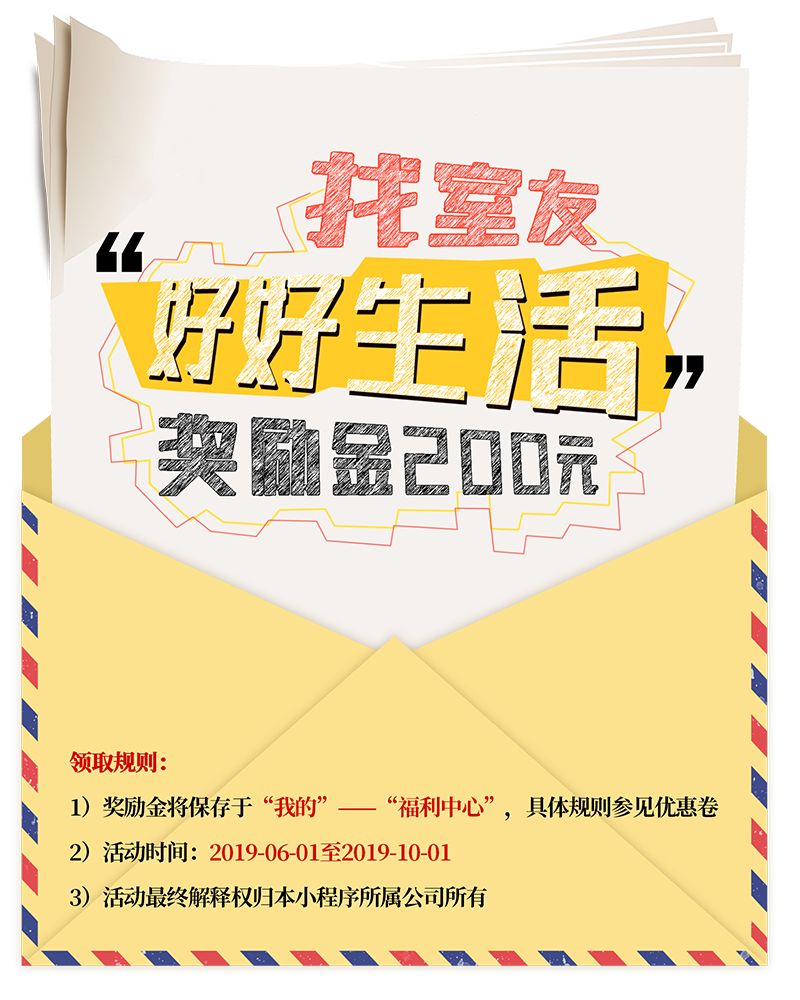 找室友
“好好生活”
奖励金200元
领取规则：
1）奖励金将保存于“我的”——“福利中心”，具体规则参见优惠卷
2）活动时间：2019-06-01至2019-10-01
3）活动最终解释权归本小程序所属公司所有